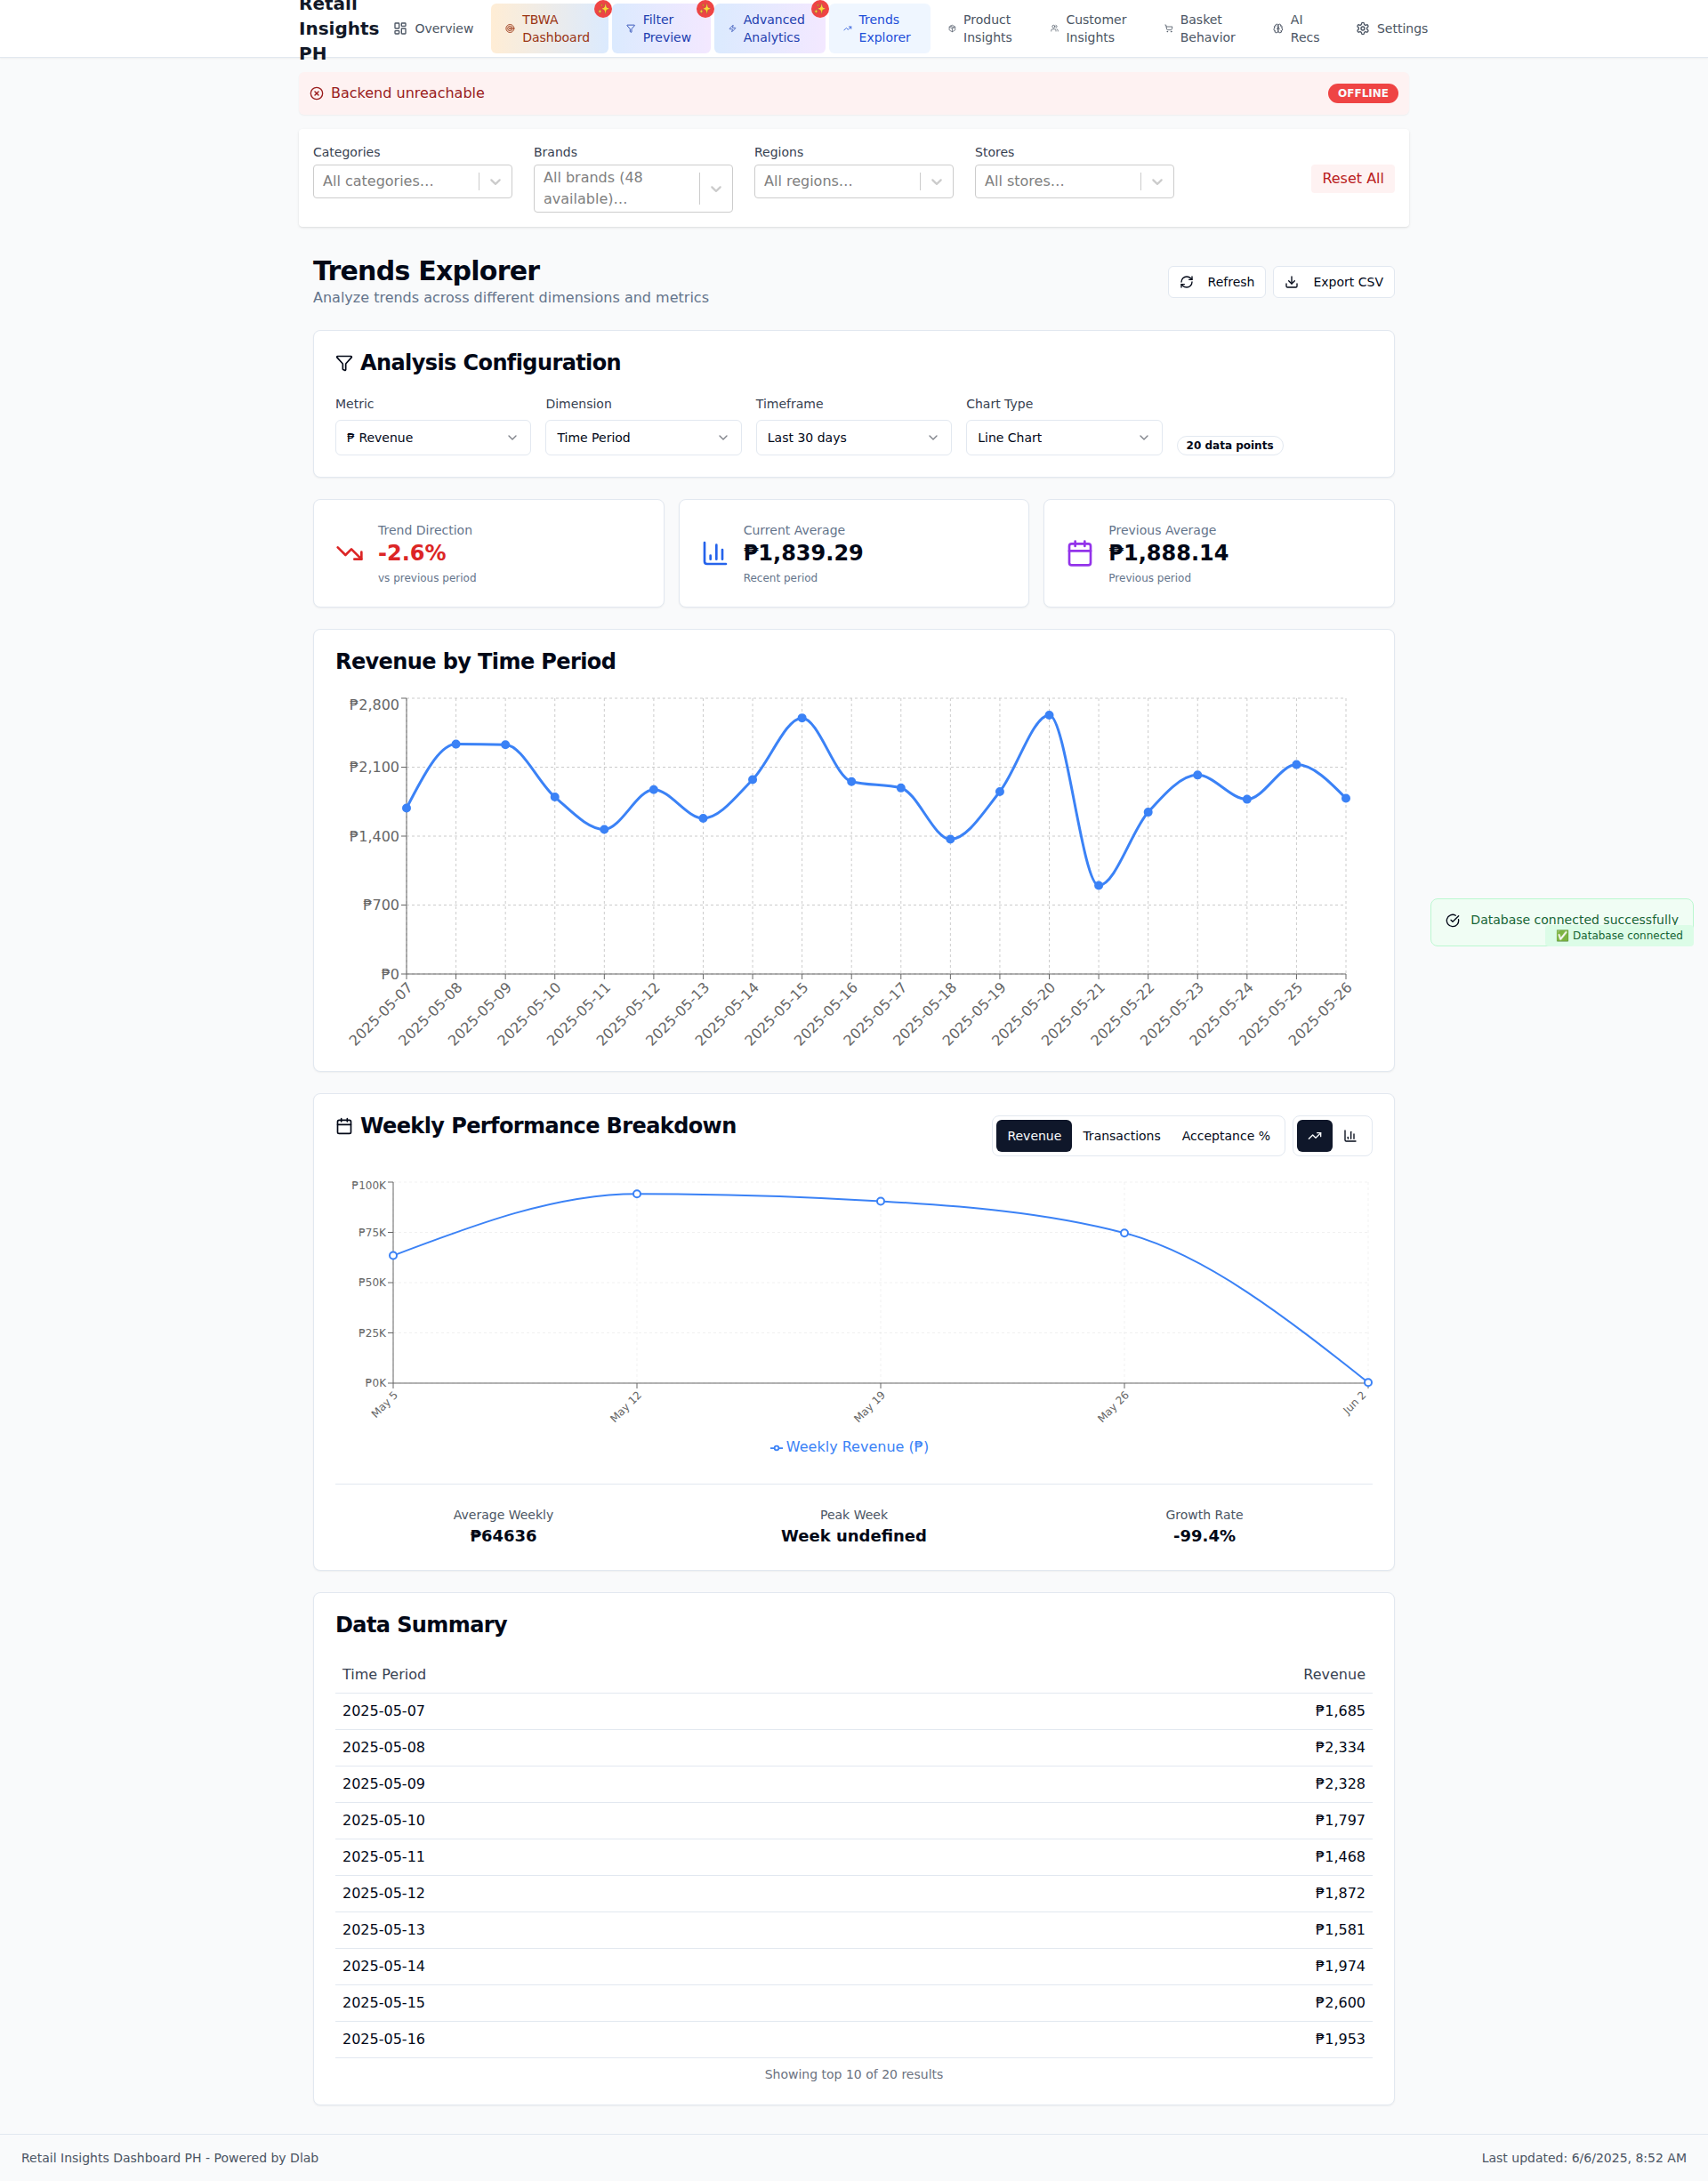 Retail
Insights
PH
Overview
TBWA
Dashboard
✨
Filter
Preview
✨
Advanced
Analytics
✨
Trends
Explorer
Product
Insights
Customer
Insights
Basket
Behavior
AI
Recs
Settings
Backend unreachable
OFFLINE
Categories
Brands
Regions
Stores
All categories...
All brands (48
available)...
All regions...
All stores...
Reset All
Trends Explorer
Analyze trends across different dimensions and metrics
Refresh
Export CSV
Analysis Configuration
Metric
Dimension
Timeframe
Chart Type
₱ Revenue
Time Period
Last 30 days
Line Chart
20 data points
Trend Direction
-2.6%
vs previous period
Current Average
₱1,839.29
Recent period
Previous Average
₱1,888.14
Previous period
Revenue by Time Period
₱2,800
₱2,100
₱1,400
₱700
₱0
2025-05-07
2025-05-08
2025-05-09
2025-05-10
2025-05-11
2025-05-12
2025-05-13
2025-05-14
2025-05-15
2025-05-16
2025-05-17
2025-05-18
2025-05-19
2025-05-20
2025-05-21
2025-05-22
2025-05-23
2025-05-24
2025-05-25
2025-05-26
Database connected successfully
✅ Database connected
Weekly Performance Breakdown
Revenue
Transactions
Acceptance %
₱100K
₱75K
₱50K
₱25K
₱0K
May 5
May 12
May 19
May 26
Jun 2
Weekly Revenue (₱)
Average Weekly
₱64636
Peak Week
Week undefined
Growth Rate
-99.4%
Data Summary
Time Period Revenue
2025-05-07 ₱1,685
2025-05-08 ₱2,334
2025-05-09 ₱2,328
2025-05-10 ₱1,797
2025-05-11 ₱1,468
2025-05-12 ₱1,872
2025-05-13 ₱1,581
2025-05-14 ₱1,974
2025-05-15 ₱2,600
2025-05-16 ₱1,953
Showing top 10 of 20 results
Retail Insights Dashboard PH - Powered by Dlab
Last updated: 6/6/2025, 8:52 AM